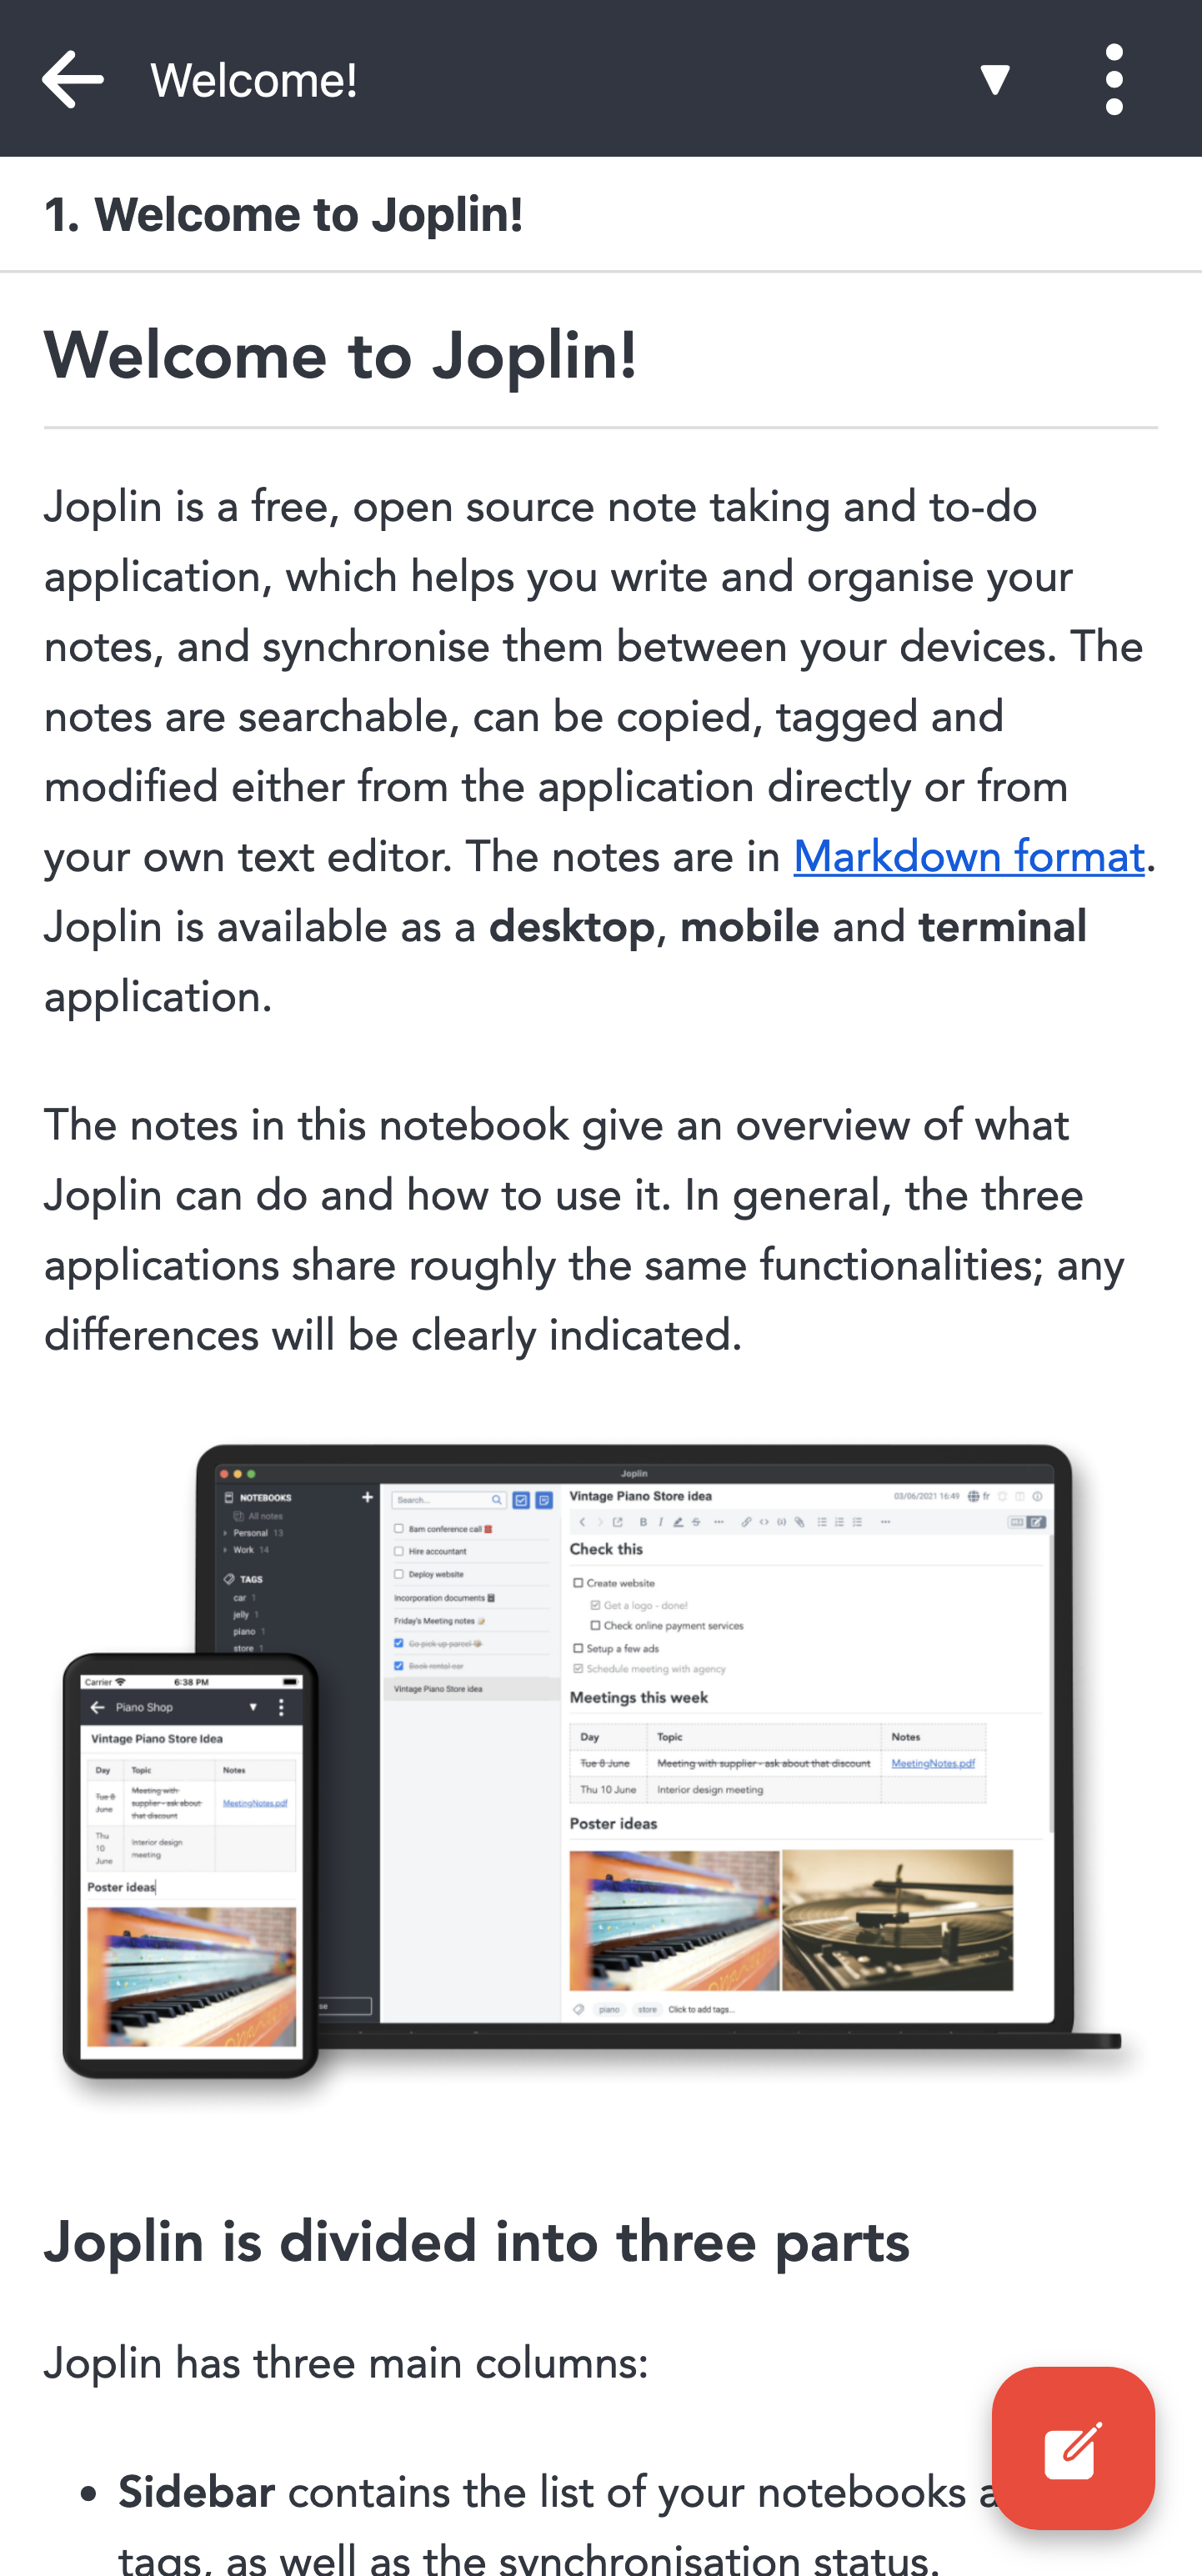 Welcome!
1. Welcome to Joplin!
Welcome to Joplin!
Joplin is a free, open source note taking and to-do
application, which helps you write and organise your
notes, and synchronise them between your devices. The
notes are searchable, can be copied, tagged and
modified either from the application directly or from
your own text editor. The notes are in Markdown format.
Joplin is available as a desktop, mobile and terminal
application.
The notes in this notebook give an overview of what
Joplin can do and how to use it. In general, the three
applications share roughly the same functionalities; any
differences will be clearly indicated.
Joplin
NOTEBOOKS
All notes
Personal 13
Work 14
TAGS
car 1
jelly 1
piano 1
store 1
Search...
8am conference call
Hire accountant
Deploy website
Incorporation documents
Friday's Meeting notes
Go pick up parcel
Book rental car
Vintage Piano Store idea
Vintage Piano Store idea
03/06/2021 16:49 fr
Check this
Create website
Get a logo - done!
Check online payment services
Setup a few ads
Schedule meeting with agency
Meetings this week
Day Topic Notes
Tue 8 June Meeting with supplier - ask about that discount MeetingNotes.pdf
Thu 10 June Interior design meeting
Poster ideas
piano store Click to add tags...
Carrier 6:38 PM
Piano Shop
Vintage Piano Store Idea
Day Topic Notes
Tue 8 June Meeting with supplier - ask about that discount MeetingNotes.pdf
Thu 10 June Interior design meeting
Poster ideas
se
Joplin is divided into three parts
Joplin has three main columns:
• Sidebar contains the list of your notebooks a
tags, as well as the synchronisation status.